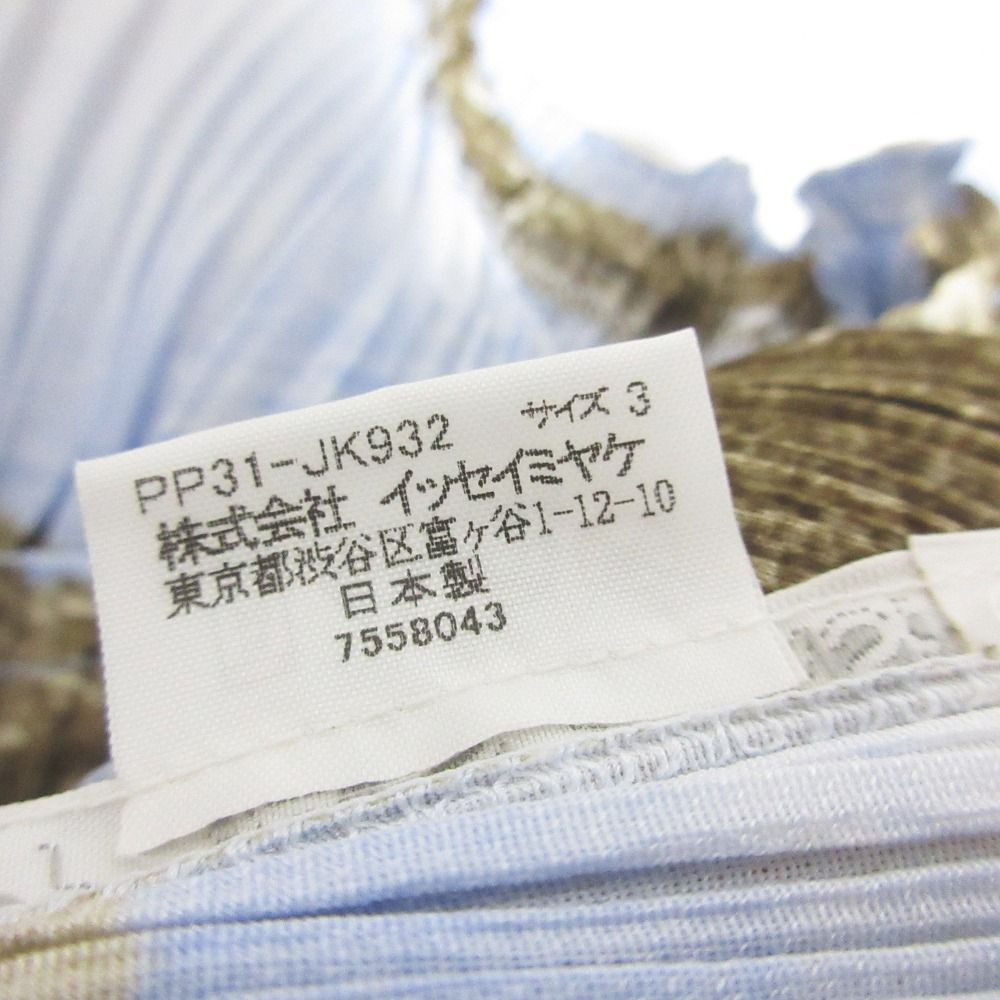 PP31-JK932 サイズ 3
株式会社 イッセイミヤケ
東京都渋谷区富ヶ谷1-12-10
日本製
7558043